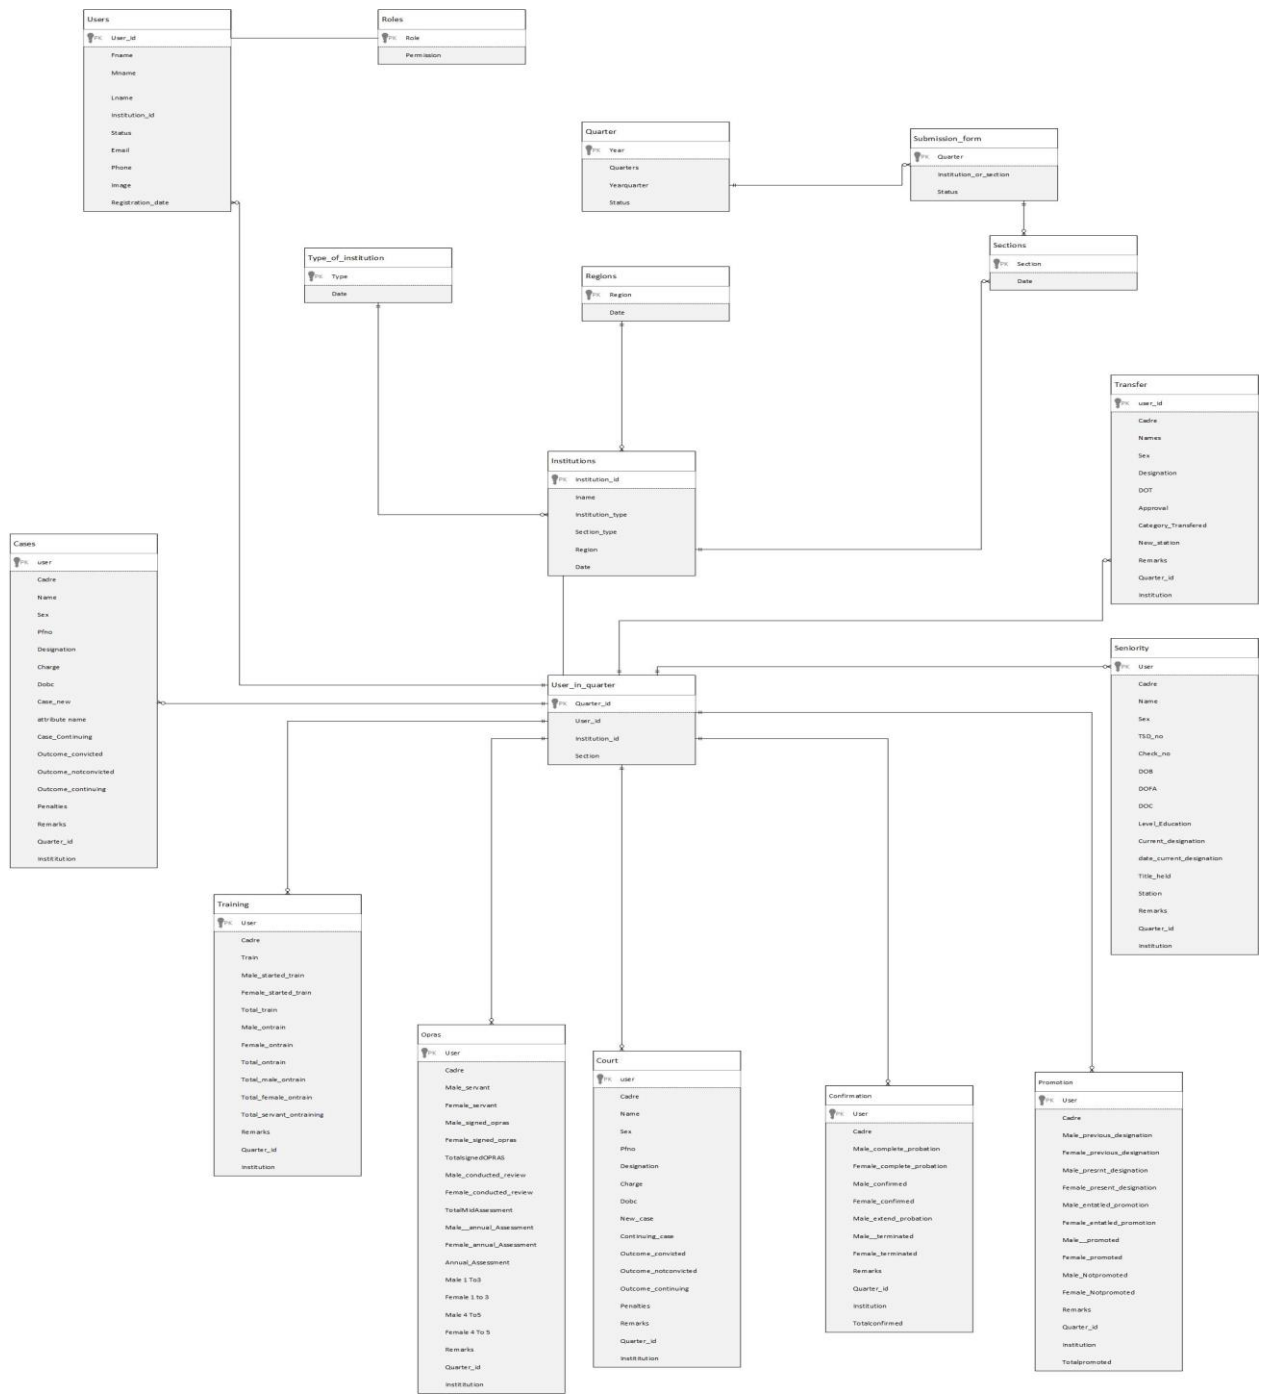 Users
PK User_id
Fname
Mname
Lname
Institution_id
Status
Email
Phone
Image
Registration_date
Roles
PK Role
Permission
Quarter
PK Year
Quarters
Yearquarter
Status
Submission_form
PK Quarter
Institution_or_section
Status
Sections
PK Section
Date
Type_of_institution
PK Type
Date
Regions
PK Region
Date
Transfer
PK user_id
Cadre
Names
Sex
Designation
DOT
Approval
Category_Transfered
New_station
Remarks
Quarter_id
Institution
Institutions
PK Institution_id
Iname
Institution_type
Section_type
Region
Date
Cases
PK user
Cadre
Name
Sex
Pfno
Designation
Charge
Dobc
Case_new
attribute name
Case_Continuing
Outcome_convicted
Outcome_notconvicted
Outcome_continuing
Penalties
Remarks
Quarter_id
Instititution
User_in_quarter
PK Quarter_id
User_id
Institution_id
Section
Seniority
PK User
Cadre
Name
Sex
TSD_no
Check_no
DOB
DOFA
DOC
Level_Education
Current_designation
date_current_designation
Title_held
Station
Remarks
Quarter_id
Institution
Training
PK User
Cadre
Train
Male_started_train
Female_started_train
Total_train
Male_ontrain
Female_ontrain
Total_ontrain
Total_male_ontrain
Total_female_ontrain
Total_servant_ontraining
Remarks
Quarter_id
Institution
Opras
PK User
Cadre
Male_servant
Female_servant
Male_signed_opras
Female_signed_opras
TotalsignedOPRAS
Male_conducted_review
Female_conducted_review
TotalMidAssessment
Male__annual_Assessment
Female_annual_Assessment
Annual_Assessment
Male 1 To3
Female 1 to 3
Male 4 To5
Female 4 To 5
Remarks
Quarter_id
Instititution
Court
PK user
Cadre
Name
Sex
Pfno
Designation
Charge
Dobc
New_case
Continuing_case
Outcome_convicted
Outcome_notconvicted
Outcome_continuing
Penalties
Remarks
Quarter_id
Instititution
Confirmation
PK User
Cadre
Male_complete_probation
Female_complete_probation
Male_confirmed
Female_confirmed
Male_extend_probation
Male__terminated
Female_terminated
Remarks
Quarter_id
Institution
Totalconfirmed
Promotion
PK User
Cadre
Male_previous_designation
Female_previous_designation
Male_presrnt_designation
Female_present_designation
Male_entatled_promotion
Female_entatled_promotion
Male__promoted
Female_promoted
Male_Notpromoted
Female_Notpromoted
Remarks
Quarter_id
Institution
Totalpromoted